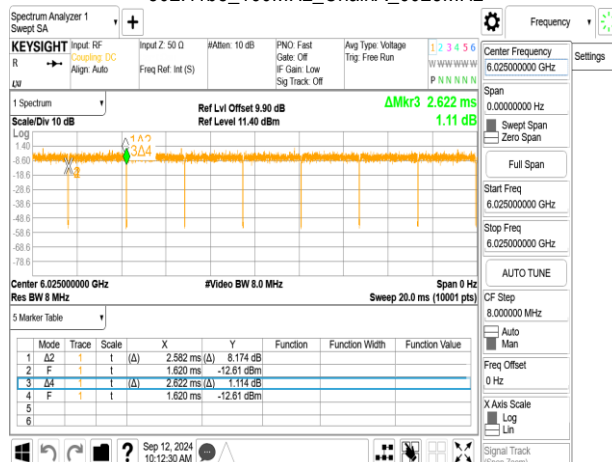 Spectrum Analyzer 1
Swept SA
+
Frequency
KEYSIGHT
R
Input: RF
Coupling: DC
Align: Auto
Input Z: 50 Ω
Freq Ref: Int (S)
#Atten: 10 dB
PNO: Fast
Gate: Off
IF Gain: Low
Sig Track: Off
Avg Type: Voltage
Trig: Free Run
1 2 3 4 5 6
W W W W W W
P N N N N N
Center Frequency
6.025000000 GHz
Settings
Span
0.00000000 Hz
Swept Span
Zero Span
Full Span
Start Freq
6.025000000 GHz
Stop Freq
6.025000000 GHz
AUTO TUNE
CF Step
8.000000 MHz
Auto
Man
Freq Offset
0 Hz
X Axis Scale
Log
Lin
Signal Track
1 Spectrum
Scale/Div 10 dB
Ref Lvl Offset 9.90 dB
Ref Level 11.40 dBm
ΔMkr3 2.622 ms
1.11 dB
Log
1.40
-8.60
-18.6
-28.6
-38.6
-48.6
-58.6
-68.6
-78.6
1Δ2
3Δ4
Center 6.025000000 GHz
Res BW 8 MHz
#Video BW 8.0 MHz
Span 0 Hz
Sweep 20.0 ms (10001 pts)
5 Marker Table
Mode Trace Scale X Y Function Function Width Function Value
1 Δ2 1 t (Δ) 2.582 ms (Δ) 8.174 dB
2 F 1 t 1.620 ms -12.61 dBm
3 Δ4 1 t (Δ) 2.622 ms (Δ) 1.114 dB
4 F 1 t 1.620 ms -12.61 dBm
5
6
?
Sep 12, 2024
10:12:30 AM